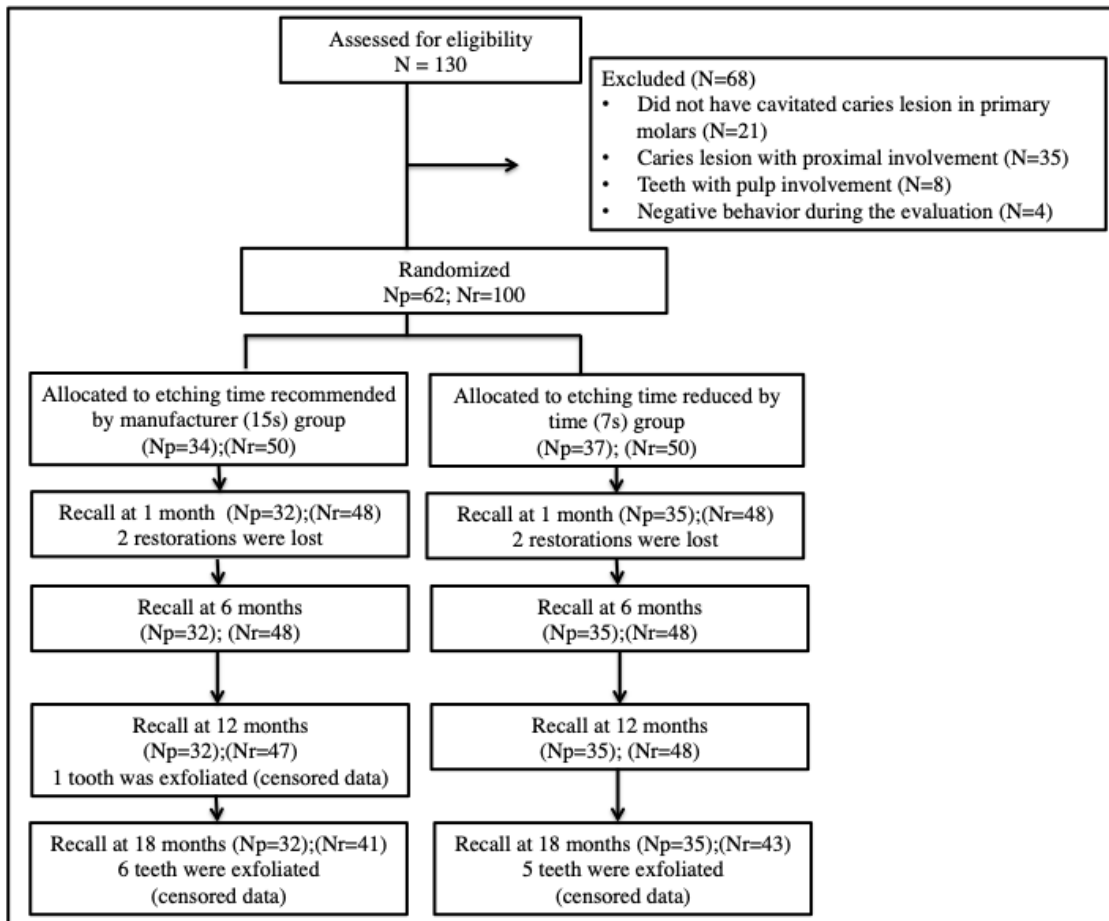 Assessed for eligibility
N = 130
Excluded (N=68)
• Did not have cavitated caries lesion in primary
molars (N=21)
• Caries lesion with proximal involvement (N=35)
• Teeth with pulp involvement (N=8)
• Negative behavior during the evaluation (N=4)
Randomized
Np=62; Nr=100
Allocated to etching time recommended
by manufacturer (15s) group
(Np=34);(Nr=50)
Allocated to etching time reduced by
time (7s) group
(Np=37); (Nr=50)
Recall at 1 month (Np=32);(Nr=48)
2 restorations were lost
Recall at 1 month (Np=35);(Nr=48)
2 restorations were lost
Recall at 6 months
(Np=32); (Nr=48)
Recall at 6 months
(Np=35);(Nr=48)
Recall at 12 months
(Np=32);(Nr=47)
1 tooth was exfoliated (censored data)
Recall at 12 months
(Np=35); (Nr=48)
Recall at 18 months (Np=32);(Nr=41)
6 teeth were exfoliated
(censored data)
Recall at 18 months (Np=35);(Nr=43)
5 teeth were exfoliated
(censored data)